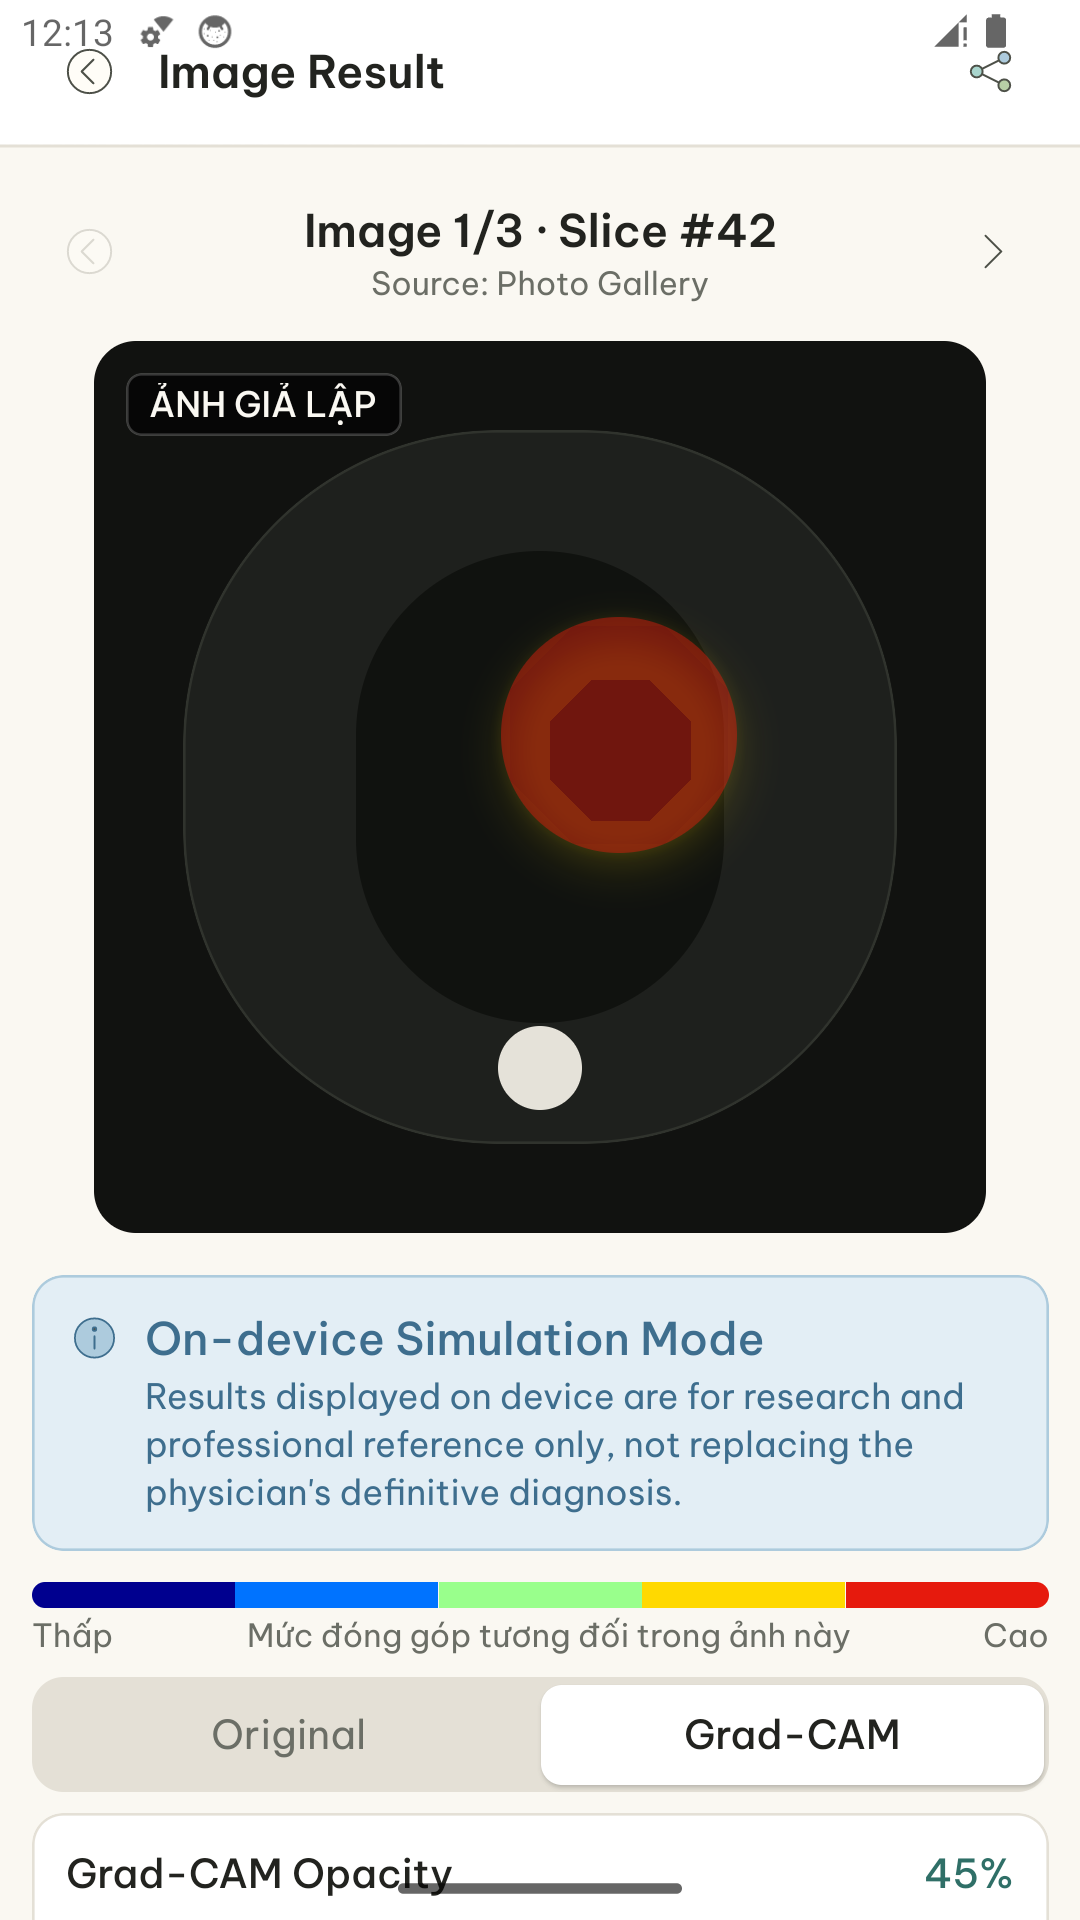 12:13
Image Result
Image 1/3 · Slice #42
Source: Photo Gallery
ẢNH GIẢ LẬP
On-device Simulation Mode
Results displayed on device are for research and
professional reference only, not replacing the
physician's definitive diagnosis.
Thấp Mức đóng góp tương đối trong ảnh này Cao
Original Grad-CAM
Grad-CAM Opacity 45%